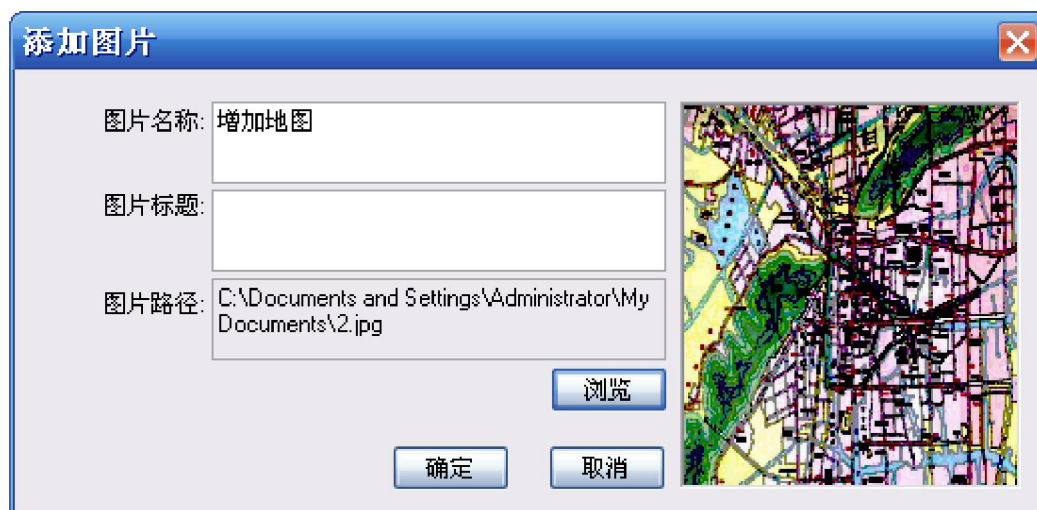 添加图片
图片名称: 增加地图
图片标题:
图片路径: C:\Documents and Settings\Administrator\My
Documents\2.jpg
浏览
确定 取消